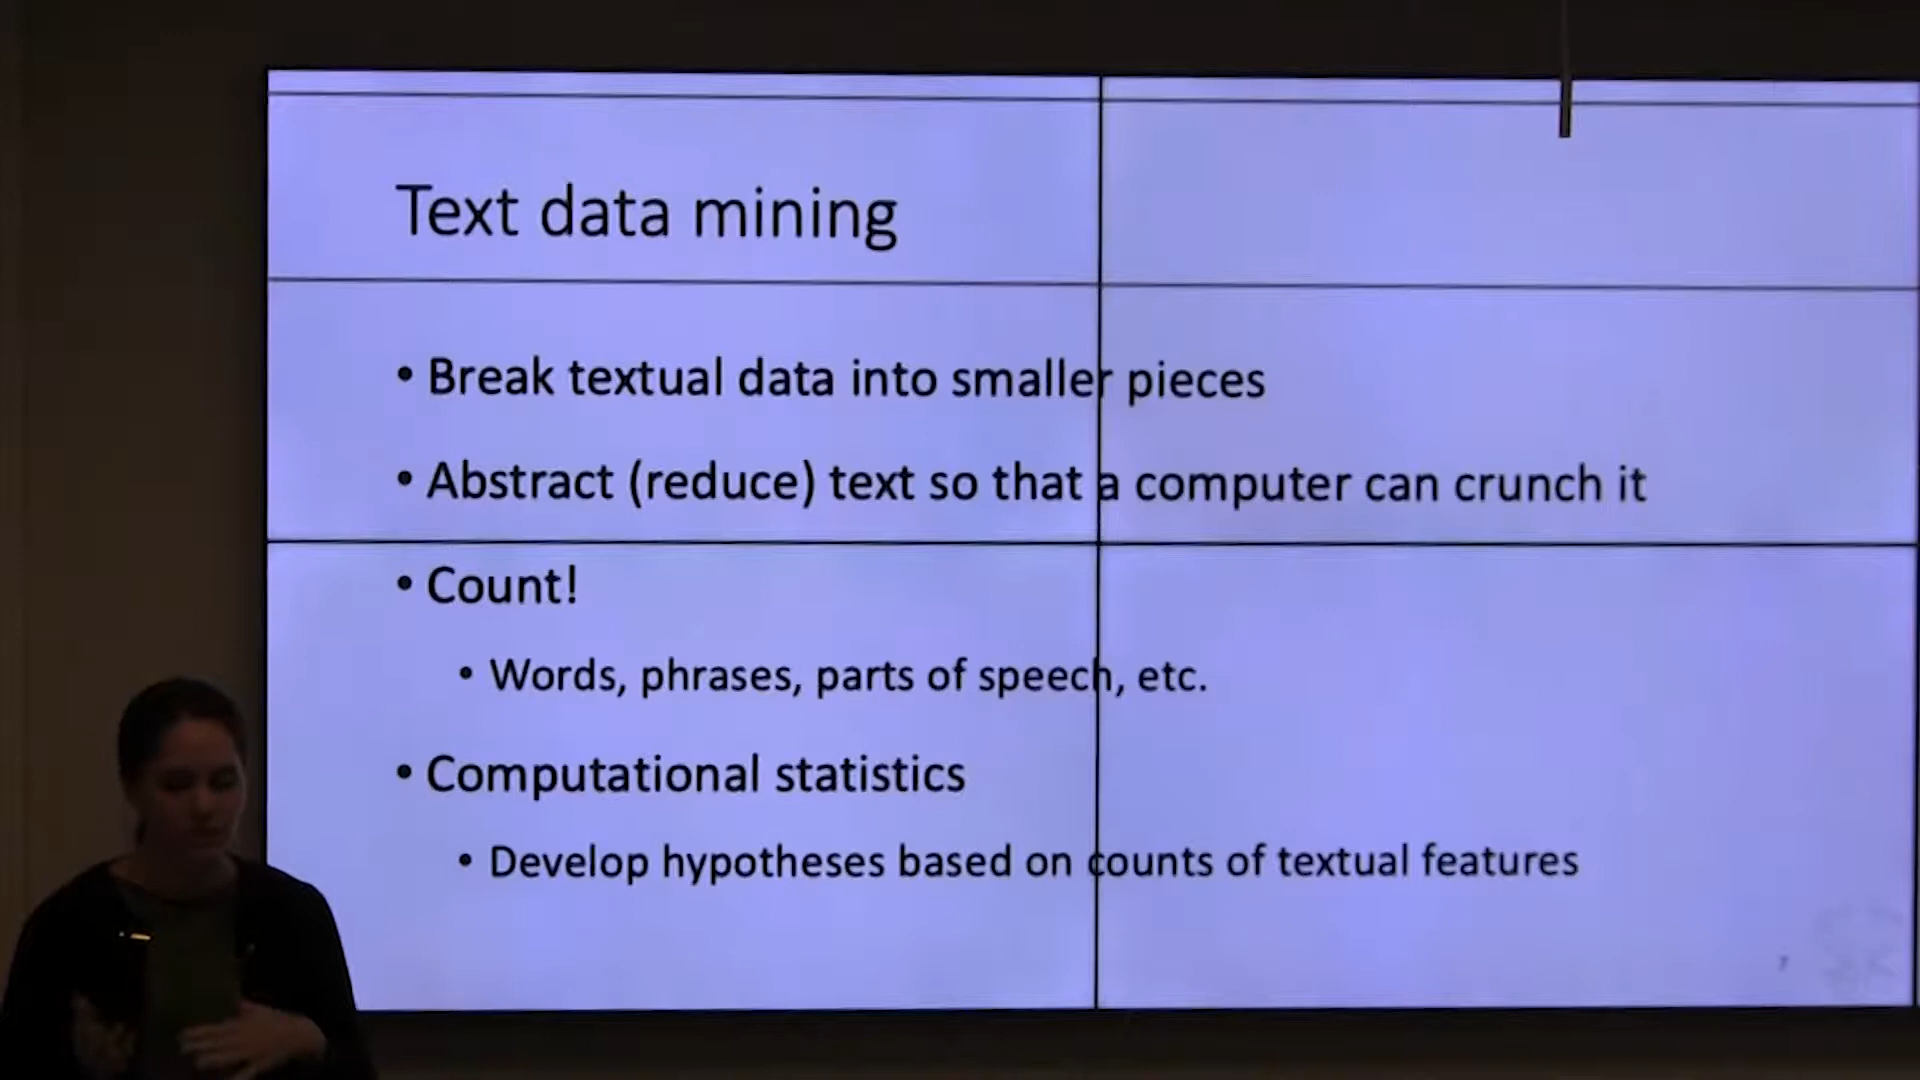 Text data mining
• Break textual data into smaller pieces
• Abstract (reduce) text so that a computer can crunch it
• Count!
• Words, phrases, parts of speech, etc.
• Computational statistics
• Develop hypotheses based on counts of textual features
7